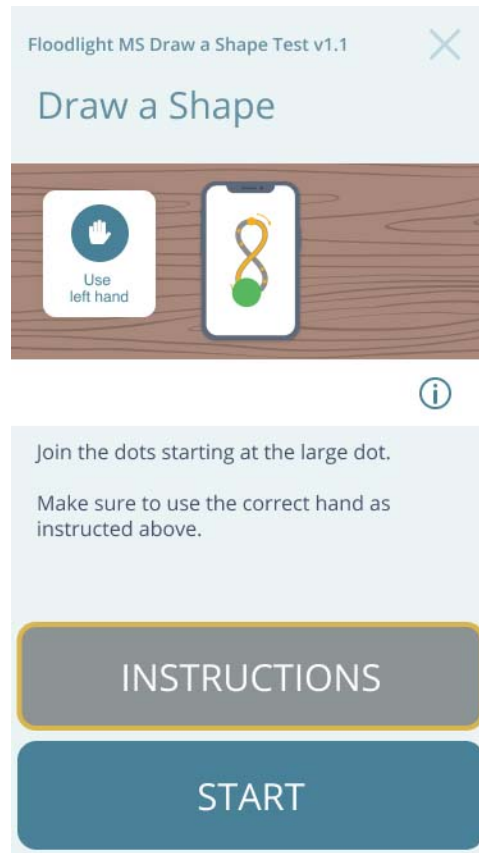 Floodlight MS Draw a Shape Test v1.1
Draw a Shape
Use
left hand
Join the dots starting at the large dot.
Make sure to use the correct hand as
instructed above.
INSTRUCTIONS
START